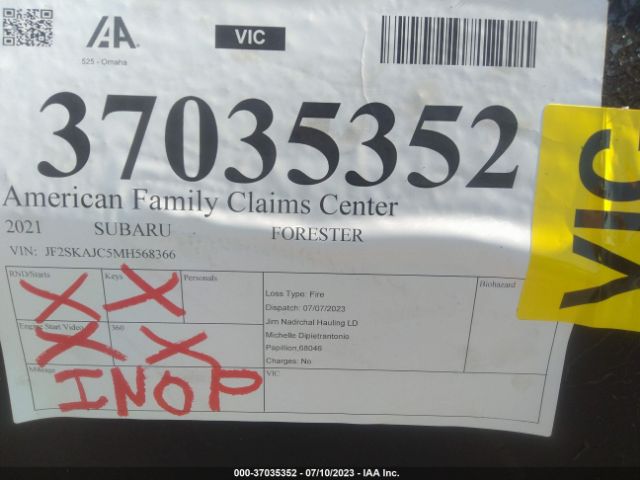 IAA
VIC
525 - Omaha
37035352
American Family Claims Center
2021 SUBARU FORESTER
VIN: JF2SKAJC5MH568366
RND/Starts Keys Personals
X X
Engine Start Video 360
X X
Mileage
INOP
Loss Type: Fire
Dispatch: 07/07/2023
Jim Nadrchal Hauling LD
Michelle Dipietrantonio
Papillion,68046
Charges: No
VIC
Biohazard
VIC
000-37035352 - 07/10/2023 - IAA Inc.